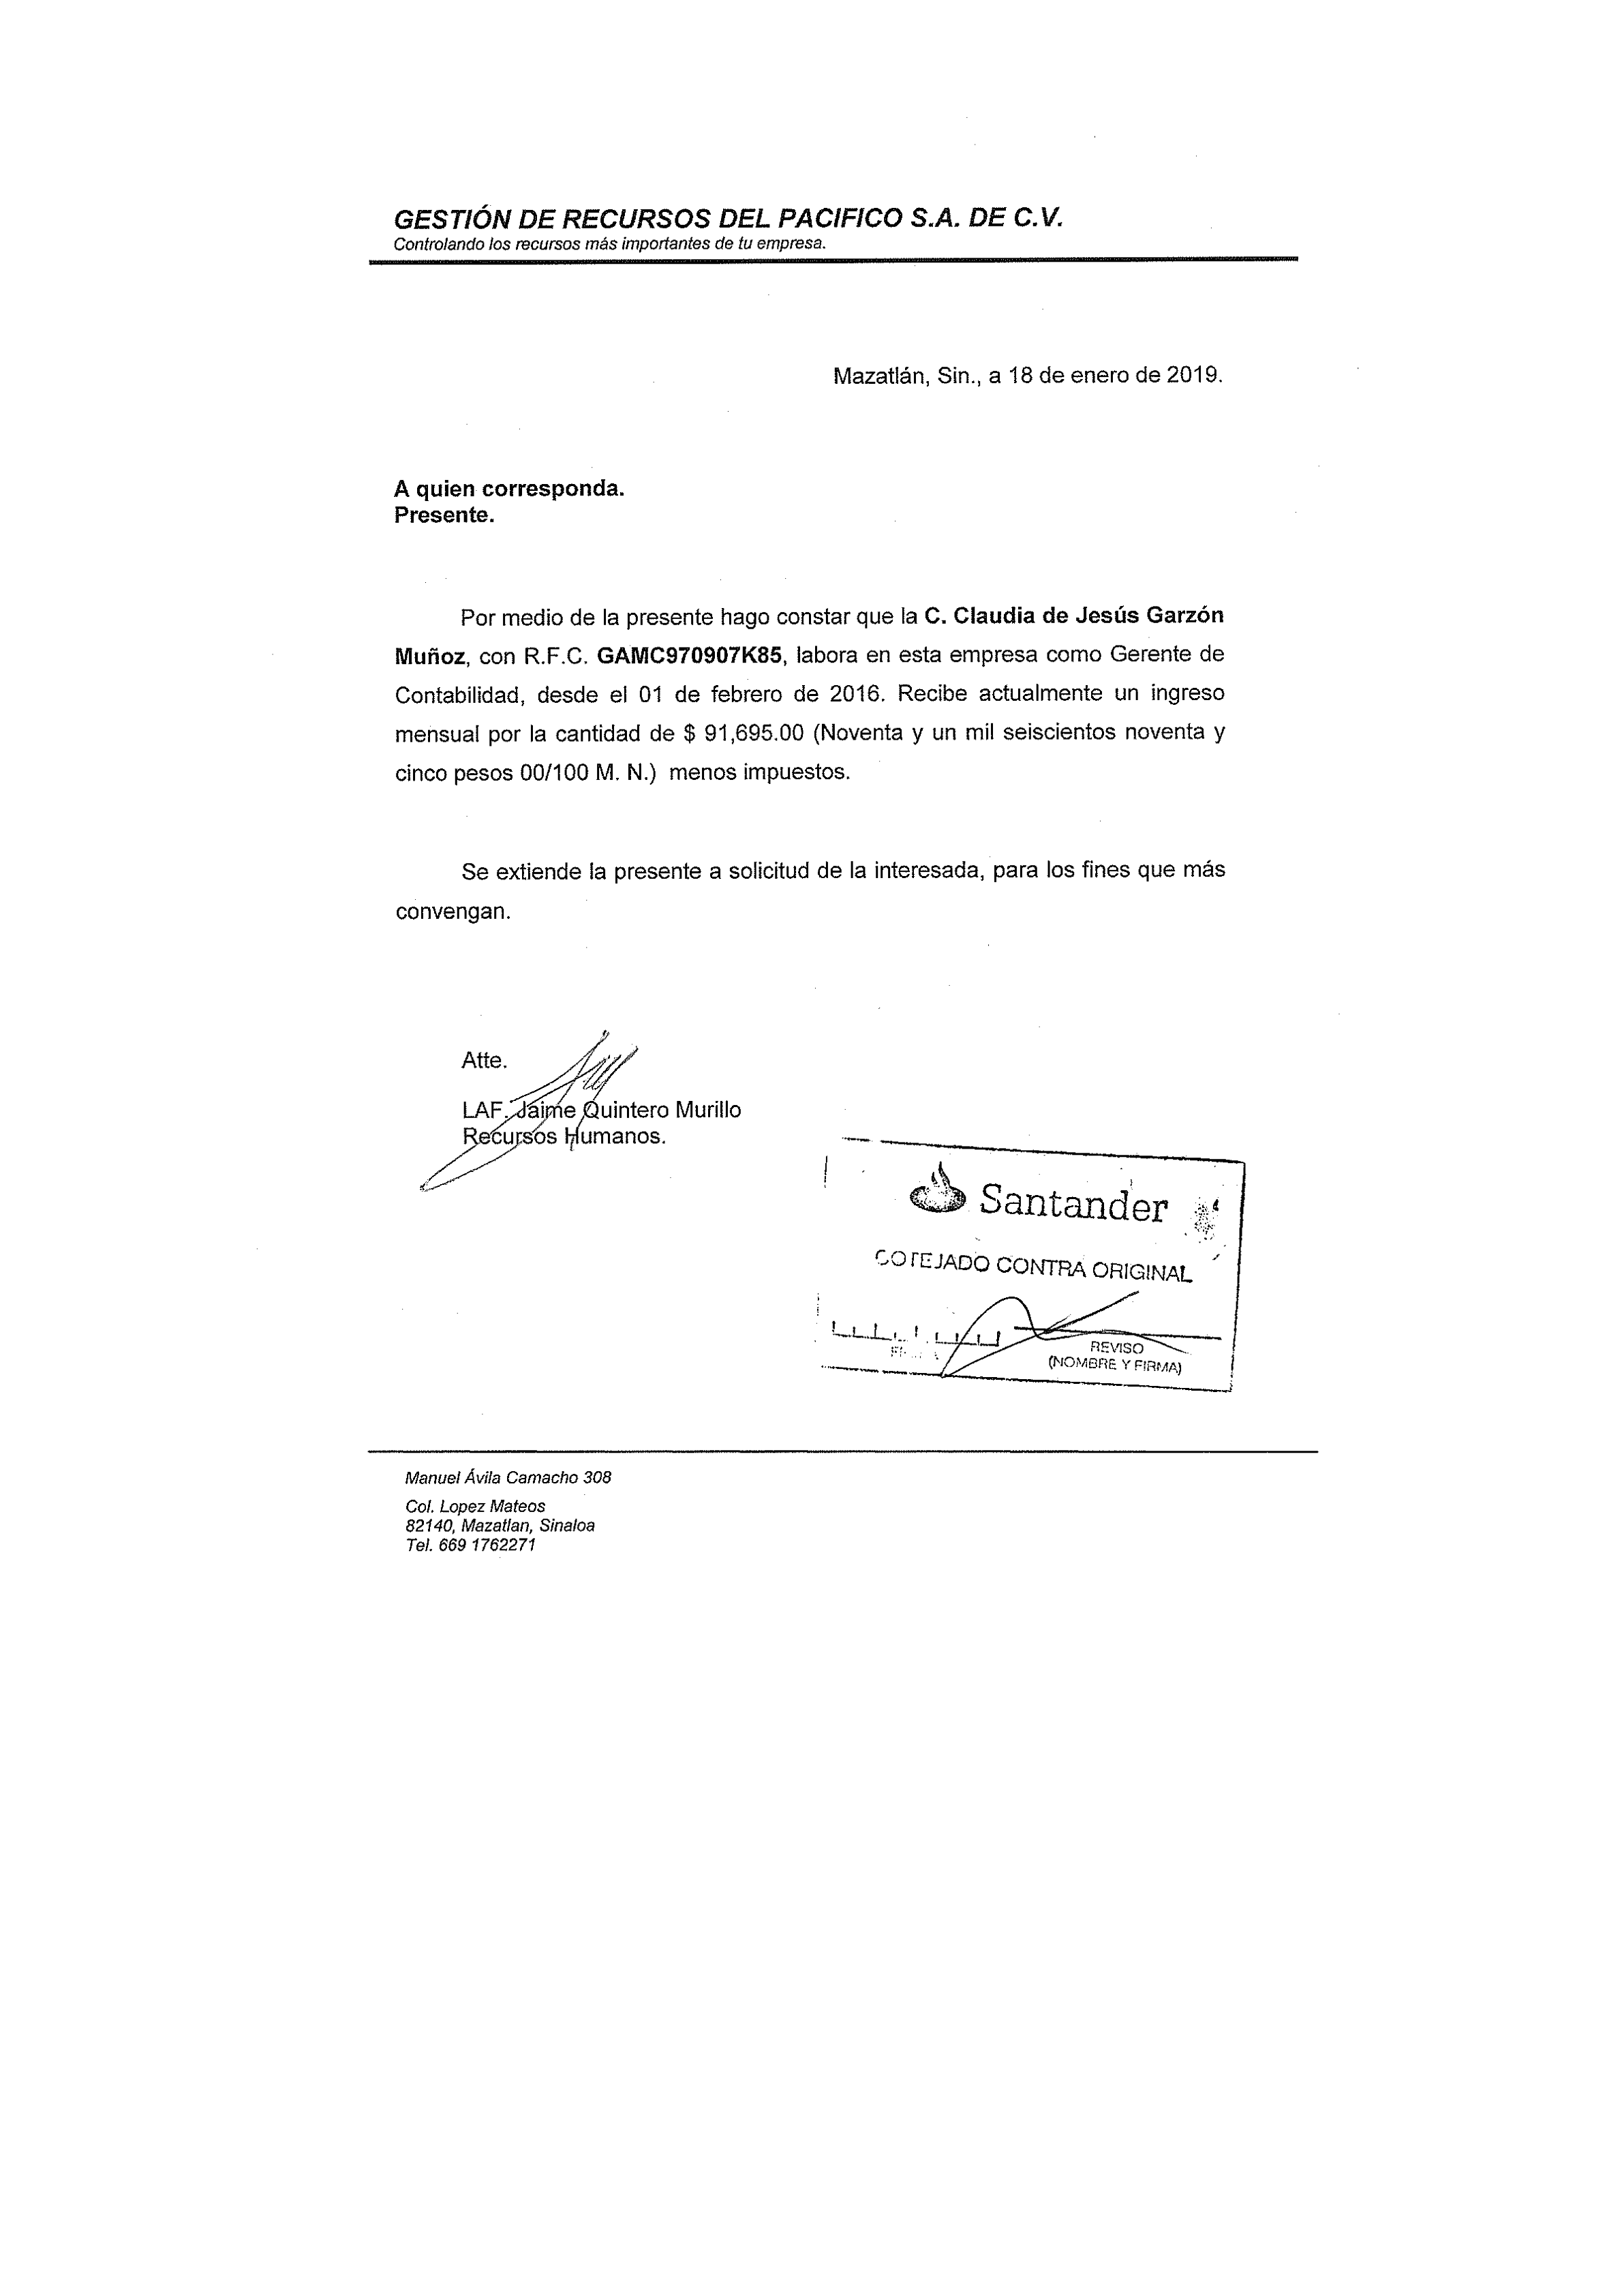 GESTIÓN DE RECURSOS DEL PACIFICO S.A. DE C.V.
Controlando los recursos más importantes de tu empresa.
Mazatlán, Sin., a 18 de enero de 2019.
A quien corresponda.
Presente.
Por medio de la presente hago constar que la C. Claudia de Jesús Garzón
Muñoz, con R.F.C. GAMC970907K85, labora en esta empresa como Gerente de
Contabilidad, desde el 01 de febrero de 2016. Recibe actualmente un ingreso
mensual por la cantidad de $ 91,695.00 (Noventa y un mil seiscientos noventa y
cinco pesos 00/100 M. N.) menos impuestos.
Se extiende la presente a solicitud de la interesada, para los fines que más
convengan.
Atte.
LAF. Jaime Quintero Murillo
Recursos Humanos.
Santander
COTEJADO CONTRA ORIGINAL
REVISO
(NOMBRE Y FIRMA)
Manuel Ávila Camacho 308
Col. Lopez Mateos
82140, Mazatlan, Sinaloa
Tel. 669 1762271